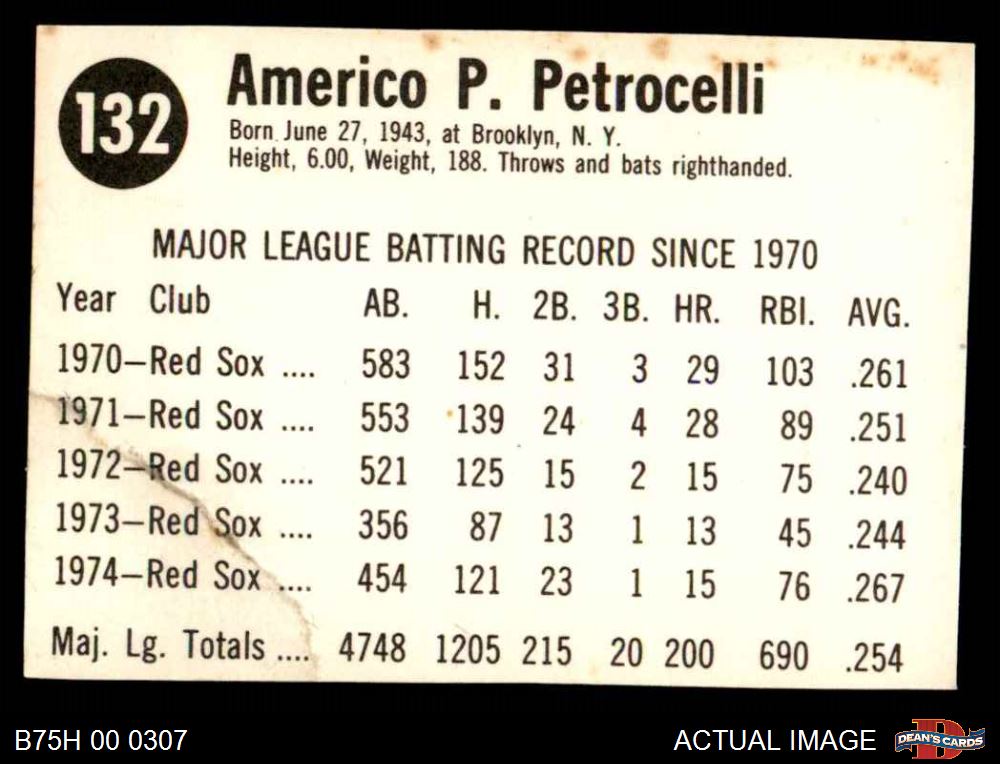 132
Americo P. Petrocelli
Born June 27, 1943, at Brooklyn, N. Y.
Height, 6.00, Weight, 188. Throws and bats righthanded.
MAJOR LEAGUE BATTING RECORD SINCE 1970
Year Club AB. H. 2B. 3B. HR. RBI. AVG.
1970—Red Sox .... 583 152 31 3 29 103 .261
1971—Red Sox .... 553 139 24 4 28 89 .251
1972—Red Sox .... 521 125 15 2 15 75 .240
1973—Red Sox .... 356 87 13 1 13 45 .244
1974—Red Sox .... 454 121 23 1 15 76 .267
Maj. Lg. Totals .... 4748 1205 215 20 200 690 .254
B75H 00 0307
ACTUAL IMAGE
DEAN'S CARDS